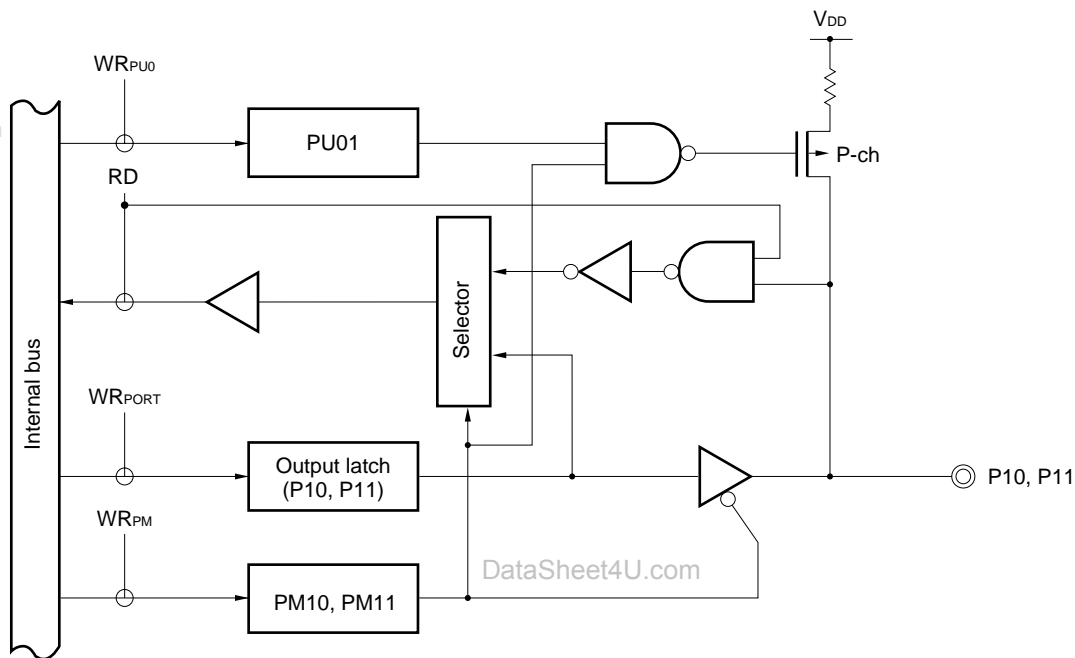 VDD
WRPU0
PU01
P-ch
RD
Selector
Internal bus
WRPORT
Output latch
(P10, P11)
P10, P11
WRPM
DataSheet4U.com
PM10, PM11